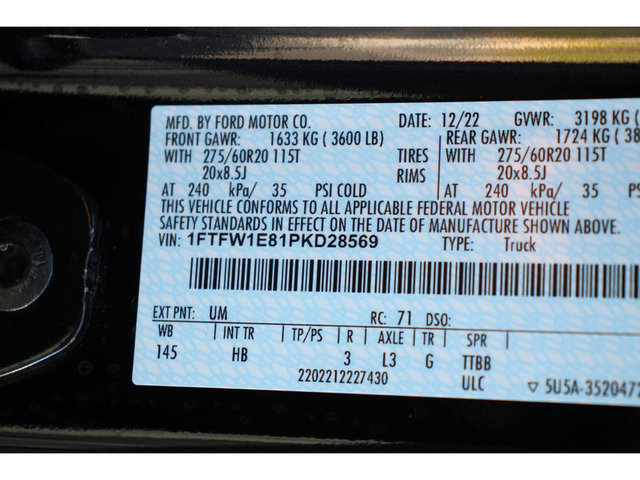 MFD. BY FORD MOTOR CO. DATE: 12/22 GVWR: 3198 KG (
FRONT GAWR: 1633 KG ( 3600 LB) REAR GAWR: 1724 KG ( 38
WITH 275/60R20 115T TIRES WITH 275/60R20 115T
20x8.5J RIMS 20x8.5J
AT 240 kPa/ 35 PSI COLD AT 240 kPa/ 35
THIS VEHICLE CONFORMS TO ALL APPLICABLE FEDERAL MOTOR VEHICLE
SAFETY STANDARDS IN EFFECT ON THE DATE OF MANUFACTURE SHOWN ABOVE.
VIN: 1FTFW1E81PKD28569 TYPE: Truck
EXT PNT: UM RC: 71 DSO:
WB INT TR TP/PS R AXLE TR SPR
145 HB 3 L3 G TTBB
2202212227430 ULC ▽ 5U5A-3520472